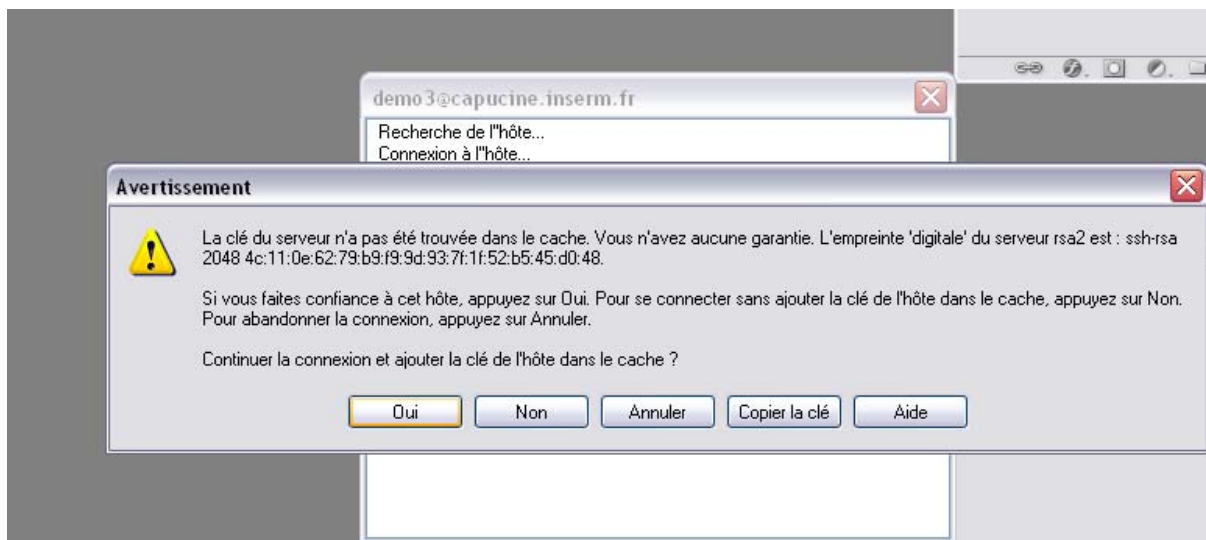 demo3@capucine.inserm.fr
Recherche de l''hôte...
Connexion à l''hôte...
Avertissement
La clé du serveur n'a pas été trouvée dans le cache. Vous n'avez aucune garantie. L'empreinte 'digitale' du serveur rsa2 est : ssh-rsa
2048 4c:11:0e:62:79:b9:f9:9d:93:7f:1f:52:b5:45:d0:48.
Si vous faites confiance à cet hôte, appuyez sur Oui. Pour se connecter sans ajouter la clé de l'hôte dans le cache, appuyez sur Non.
Pour abandonner la connexion, appuyez sur Annuler.
Continuer la connexion et ajouter la clé de l'hôte dans le cache ?
Oui Non Annuler Copier la clé Aide